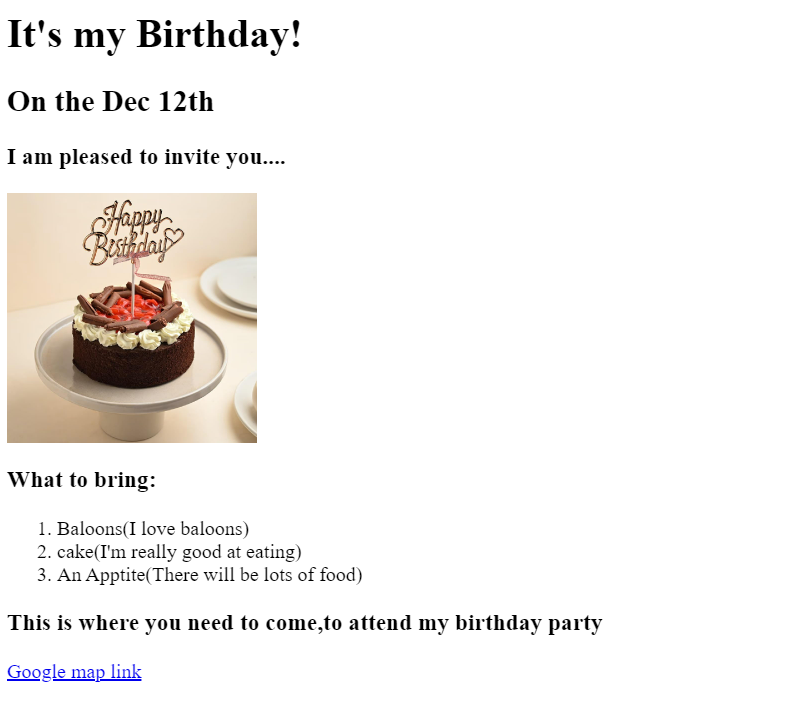 It's my Birthday!
On the Dec 12th
I am pleased to invite you....
Happy
Birthday
What to bring:
1. Baloons(I love baloons)
2. cake(I'm really good at eating)
3. An Apptite(There will be lots of food)
This is where you need to come,to attend my birthday party
Google map link